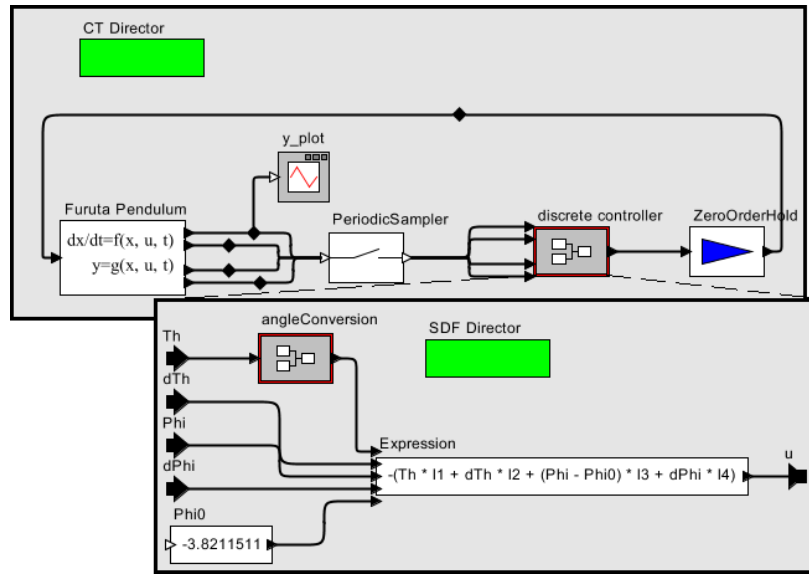 CT Director
y_plot
Furuta Pendulum
dx/dt=f(x, u, t)
y=g(x, u, t)
PeriodicSampler
discrete controller
ZeroOrderHold
Th
angleConversion
SDF Director
dTh
Phi
dPhi
Expression
-(Th * l1 + dTh * l2 + (Phi - Phi0) * l3 + dPhi * l4)
u
Phi0
-3.8211511